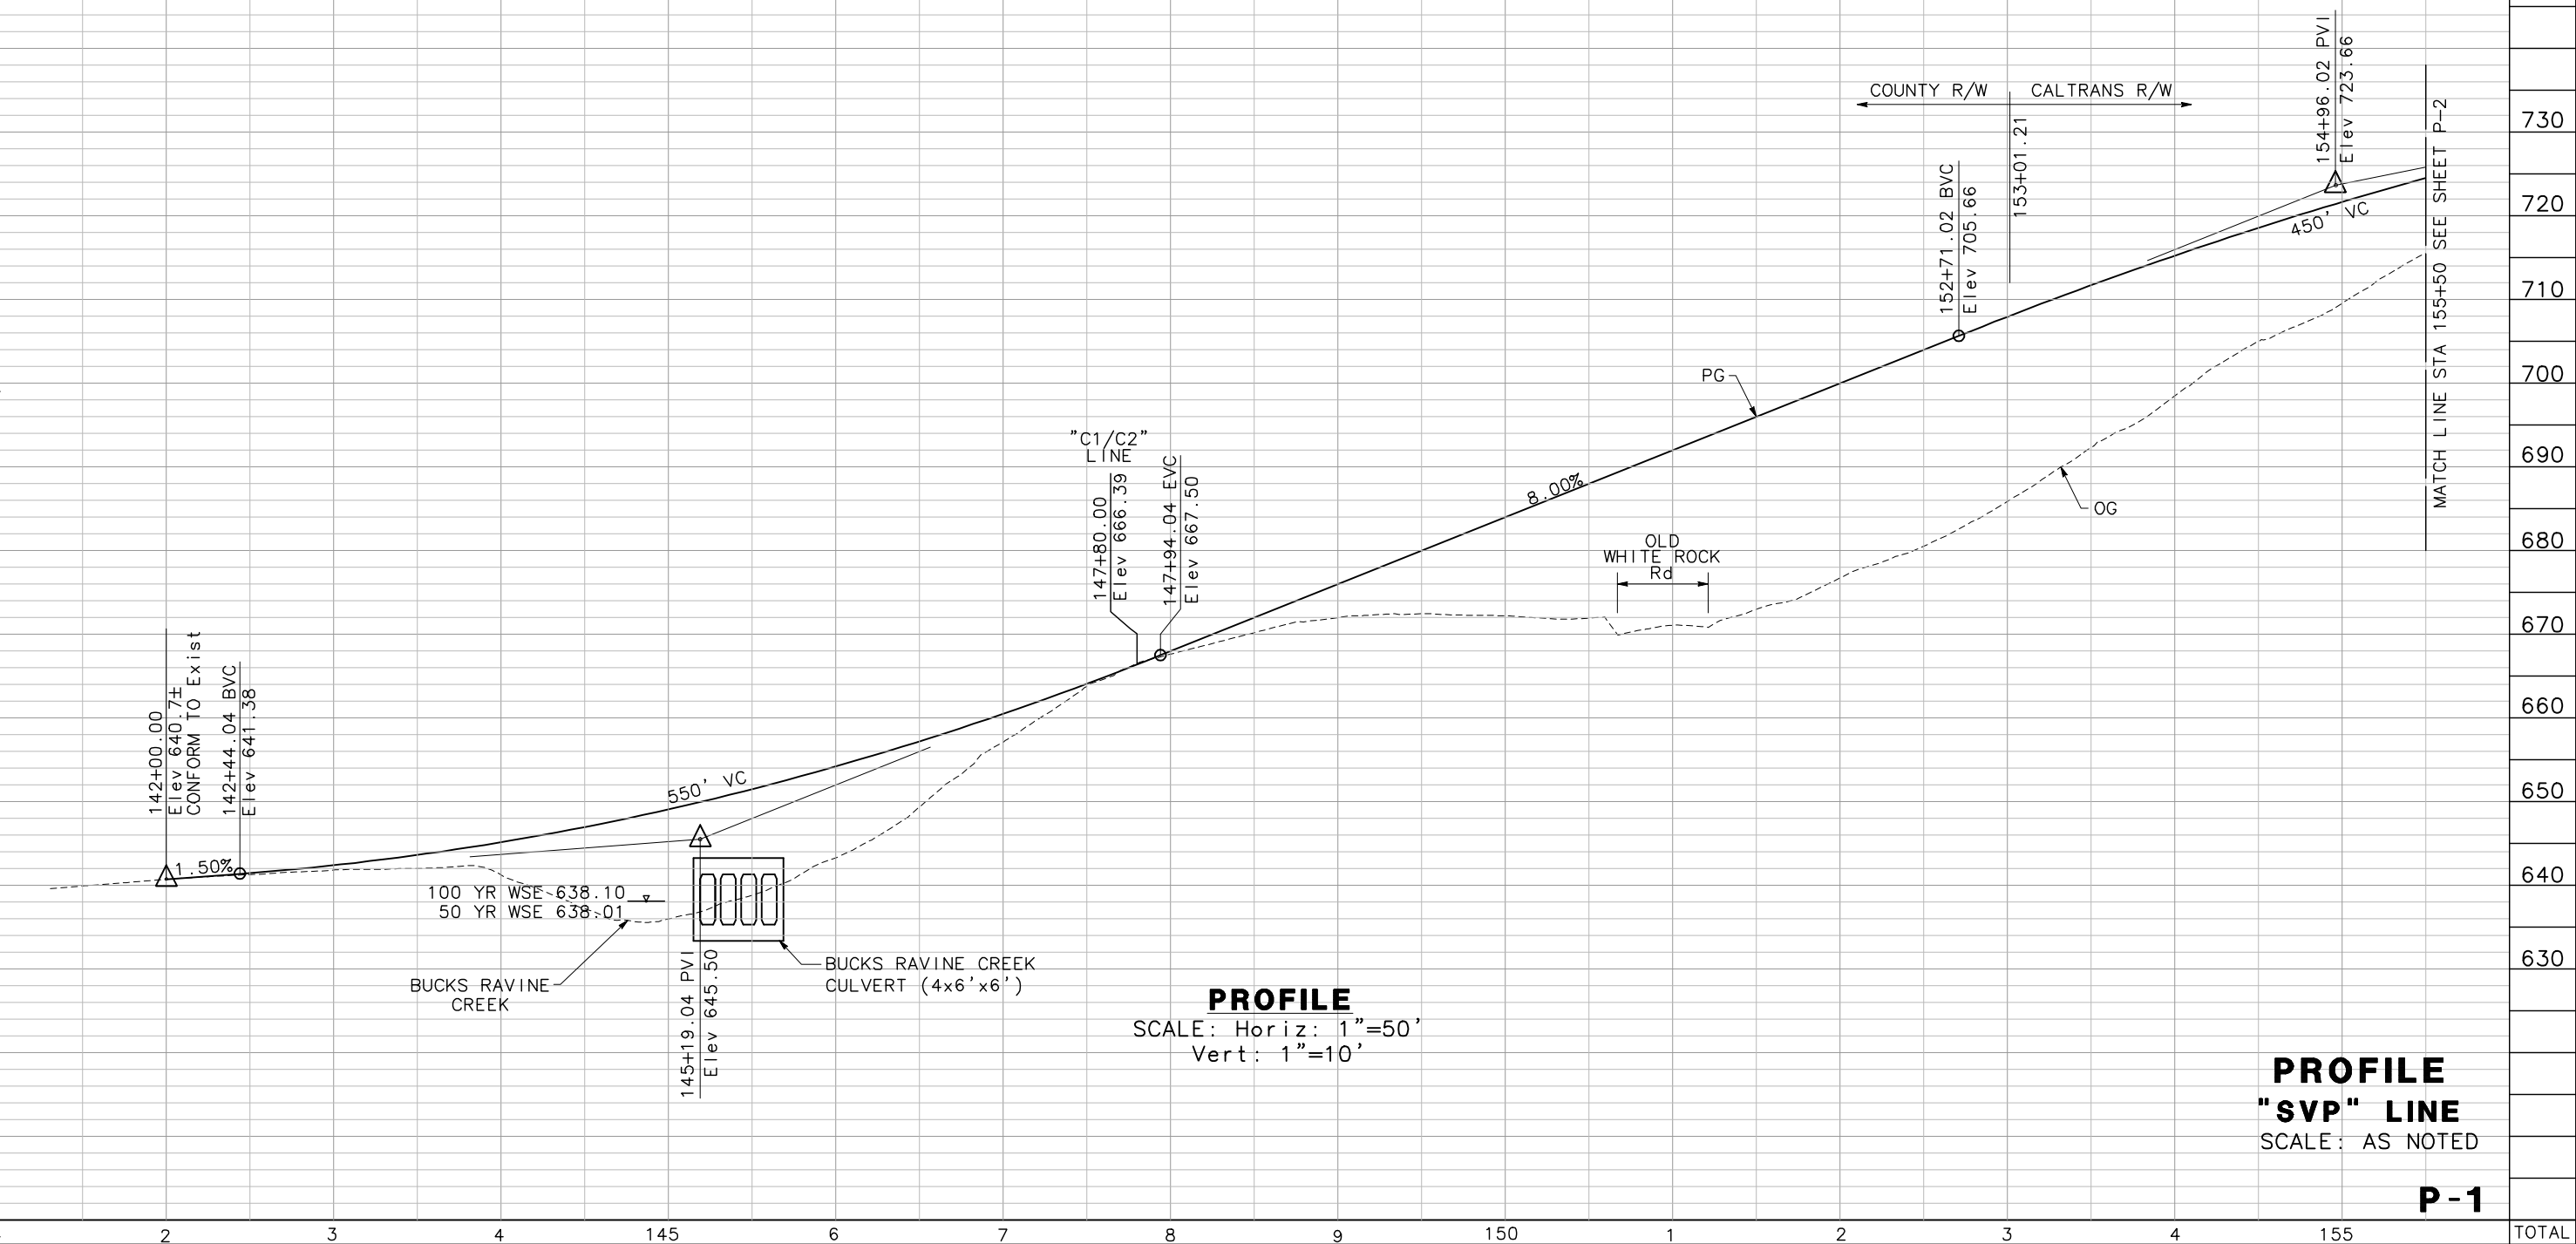 154+96.02 PVI
Elev 723.66
COUNTY R/W
CALTRANS R/W
153+01.21
152+71.02 BVC
Elev 705.66
450' VC
MATCH LINE STA 155+50 SEE SHEET P-2
PG
"C1/C2"
LINE
147+80.00
Elev 666.39
147+94.04 EVC
Elev 667.50
8.00%
OLD
WHITE ROCK
Rd
OG
142+00.00
Elev 640.7±
CONFORM TO Exist
142+44.04 BVC
Elev 641.38
1.50%
550' VC
100 YR WSE 638.10
50 YR WSE 638.01
BUCKS RAVINE
CREEK
145+19.04 PVI
Elev 645.50
BUCKS RAVINE CREEK
CULVERT (4x6'x6')
PROFILE
SCALE: Horiz: 1"=50'
Vert: 1"=10'
730
720
710
700
690
680
670
660
650
640
630
PROFILE
"SVP" LINE
SCALE: AS NOTED
P-1
2 3 4 145 6 7 8 9 150 1 2 3 4 155 TOTAL